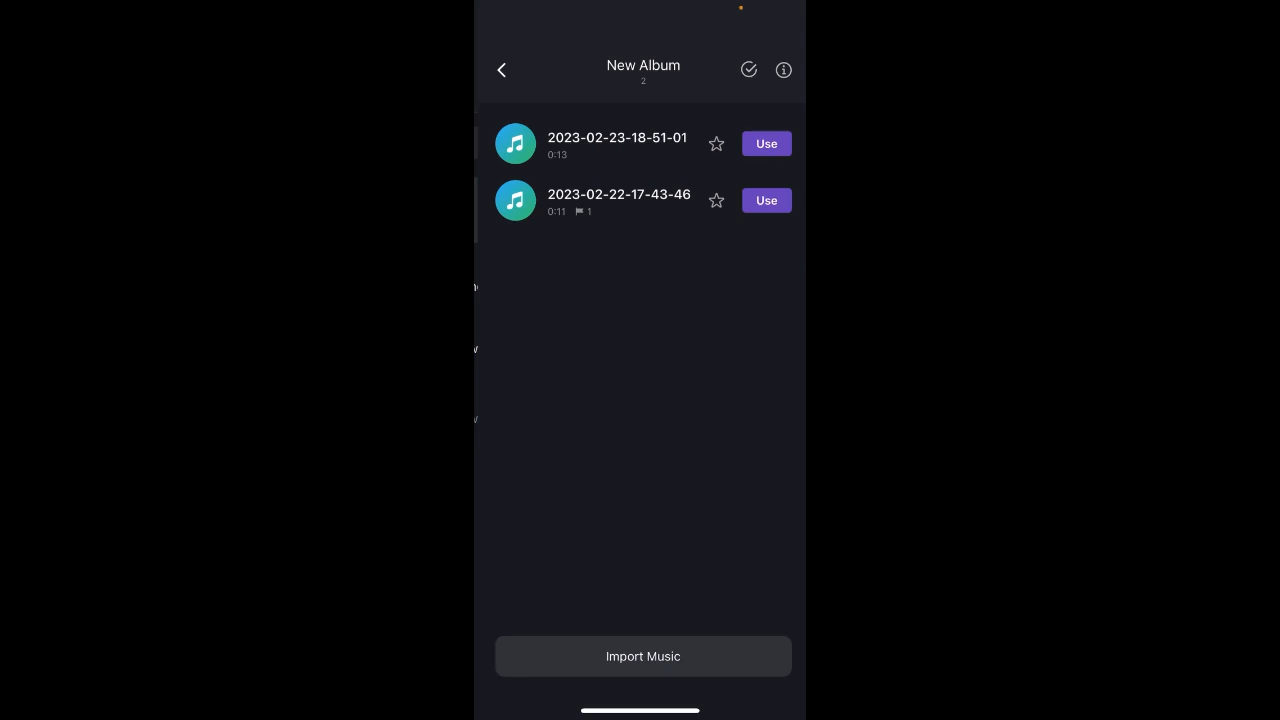 New Album
2
2023-02-23-18-51-01
0:13
Use
2023-02-22-17-43-46
0:11 1
Use
Import Music